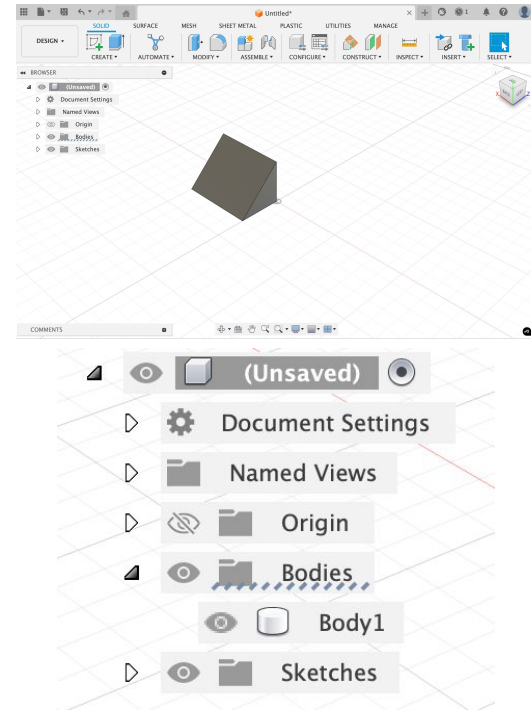 Untitled*
1
SOLID SURFACE MESH SHEET METAL PLASTIC UTILITIES MANAGE
DESIGN
CREATE AUTOMATE MODIFY ASSEMBLE CONFIGURE CONSTRUCT INSPECT INSERT SELECT
BROWSER
(Unsaved)
Document Settings
Named Views
Origin
Bodies
Sketches
X
Z
COMMENTS
(Unsaved)
Document Settings
Named Views
Origin
Bodies
Body1
Sketches